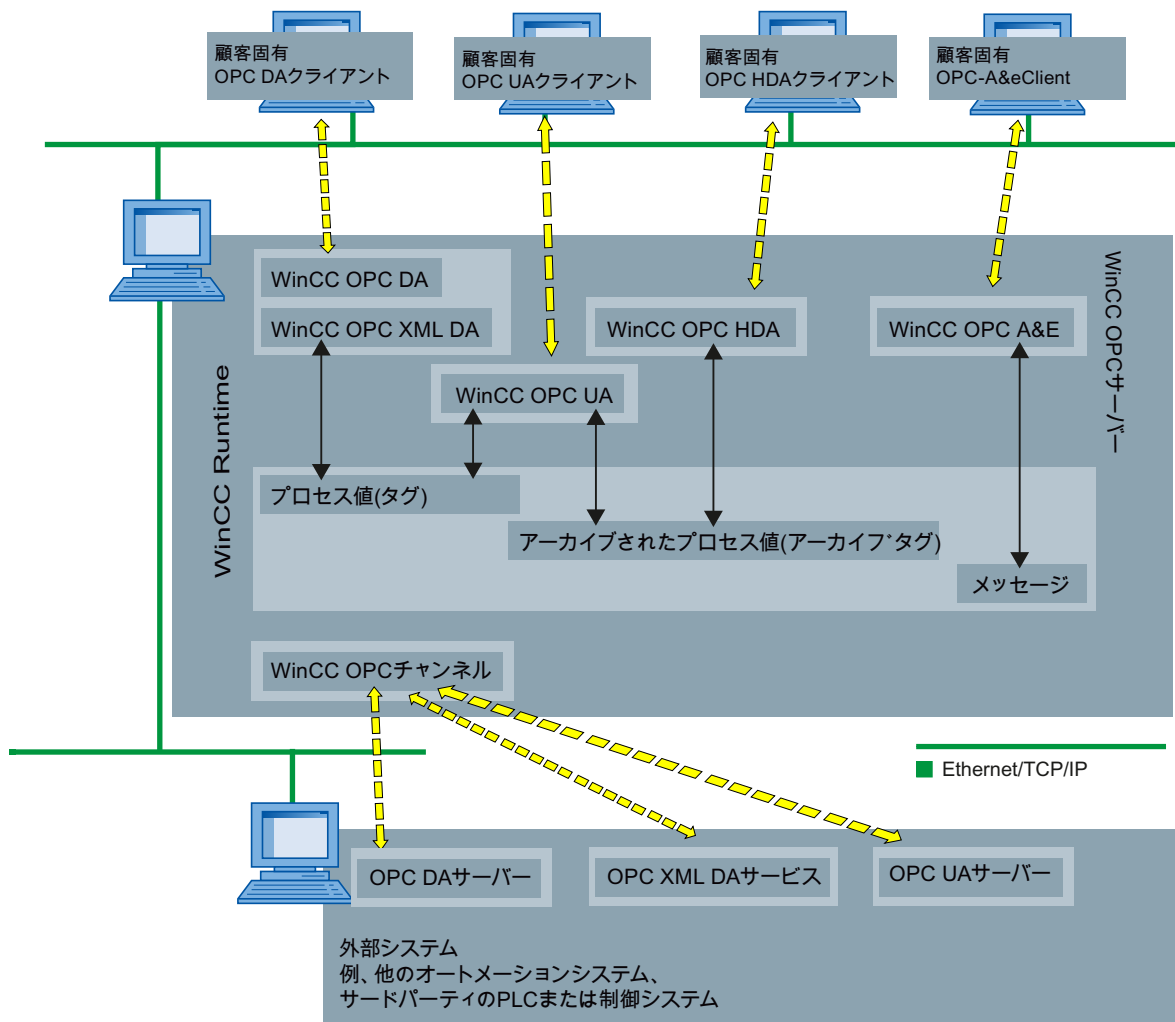 顧客固有
OPC DAクライアント
顧客固有
OPC UAクライアント
顧客固有
OPC HDAクライアント
顧客固有
OPC-A&eClient
WinCC OPC DA
WinCC OPC XML DA
WinCC OPC HDA
WinCC OPC A&E
WinCC OPCサーバー
WinCC OPC UA
WinCC Runtime
プロセス値(タグ)
アーカイブされたプロセス値(アーカイフ゛タグ)
メッセージ
WinCC OPCチャンネル
Ethernet/TCP/IP
OPC DAサーバー
OPC XML DAサービス
OPC UAサーバー
外部システム
例、他のオートメーションシステム、
サードパーティのPLCまたは制御システム